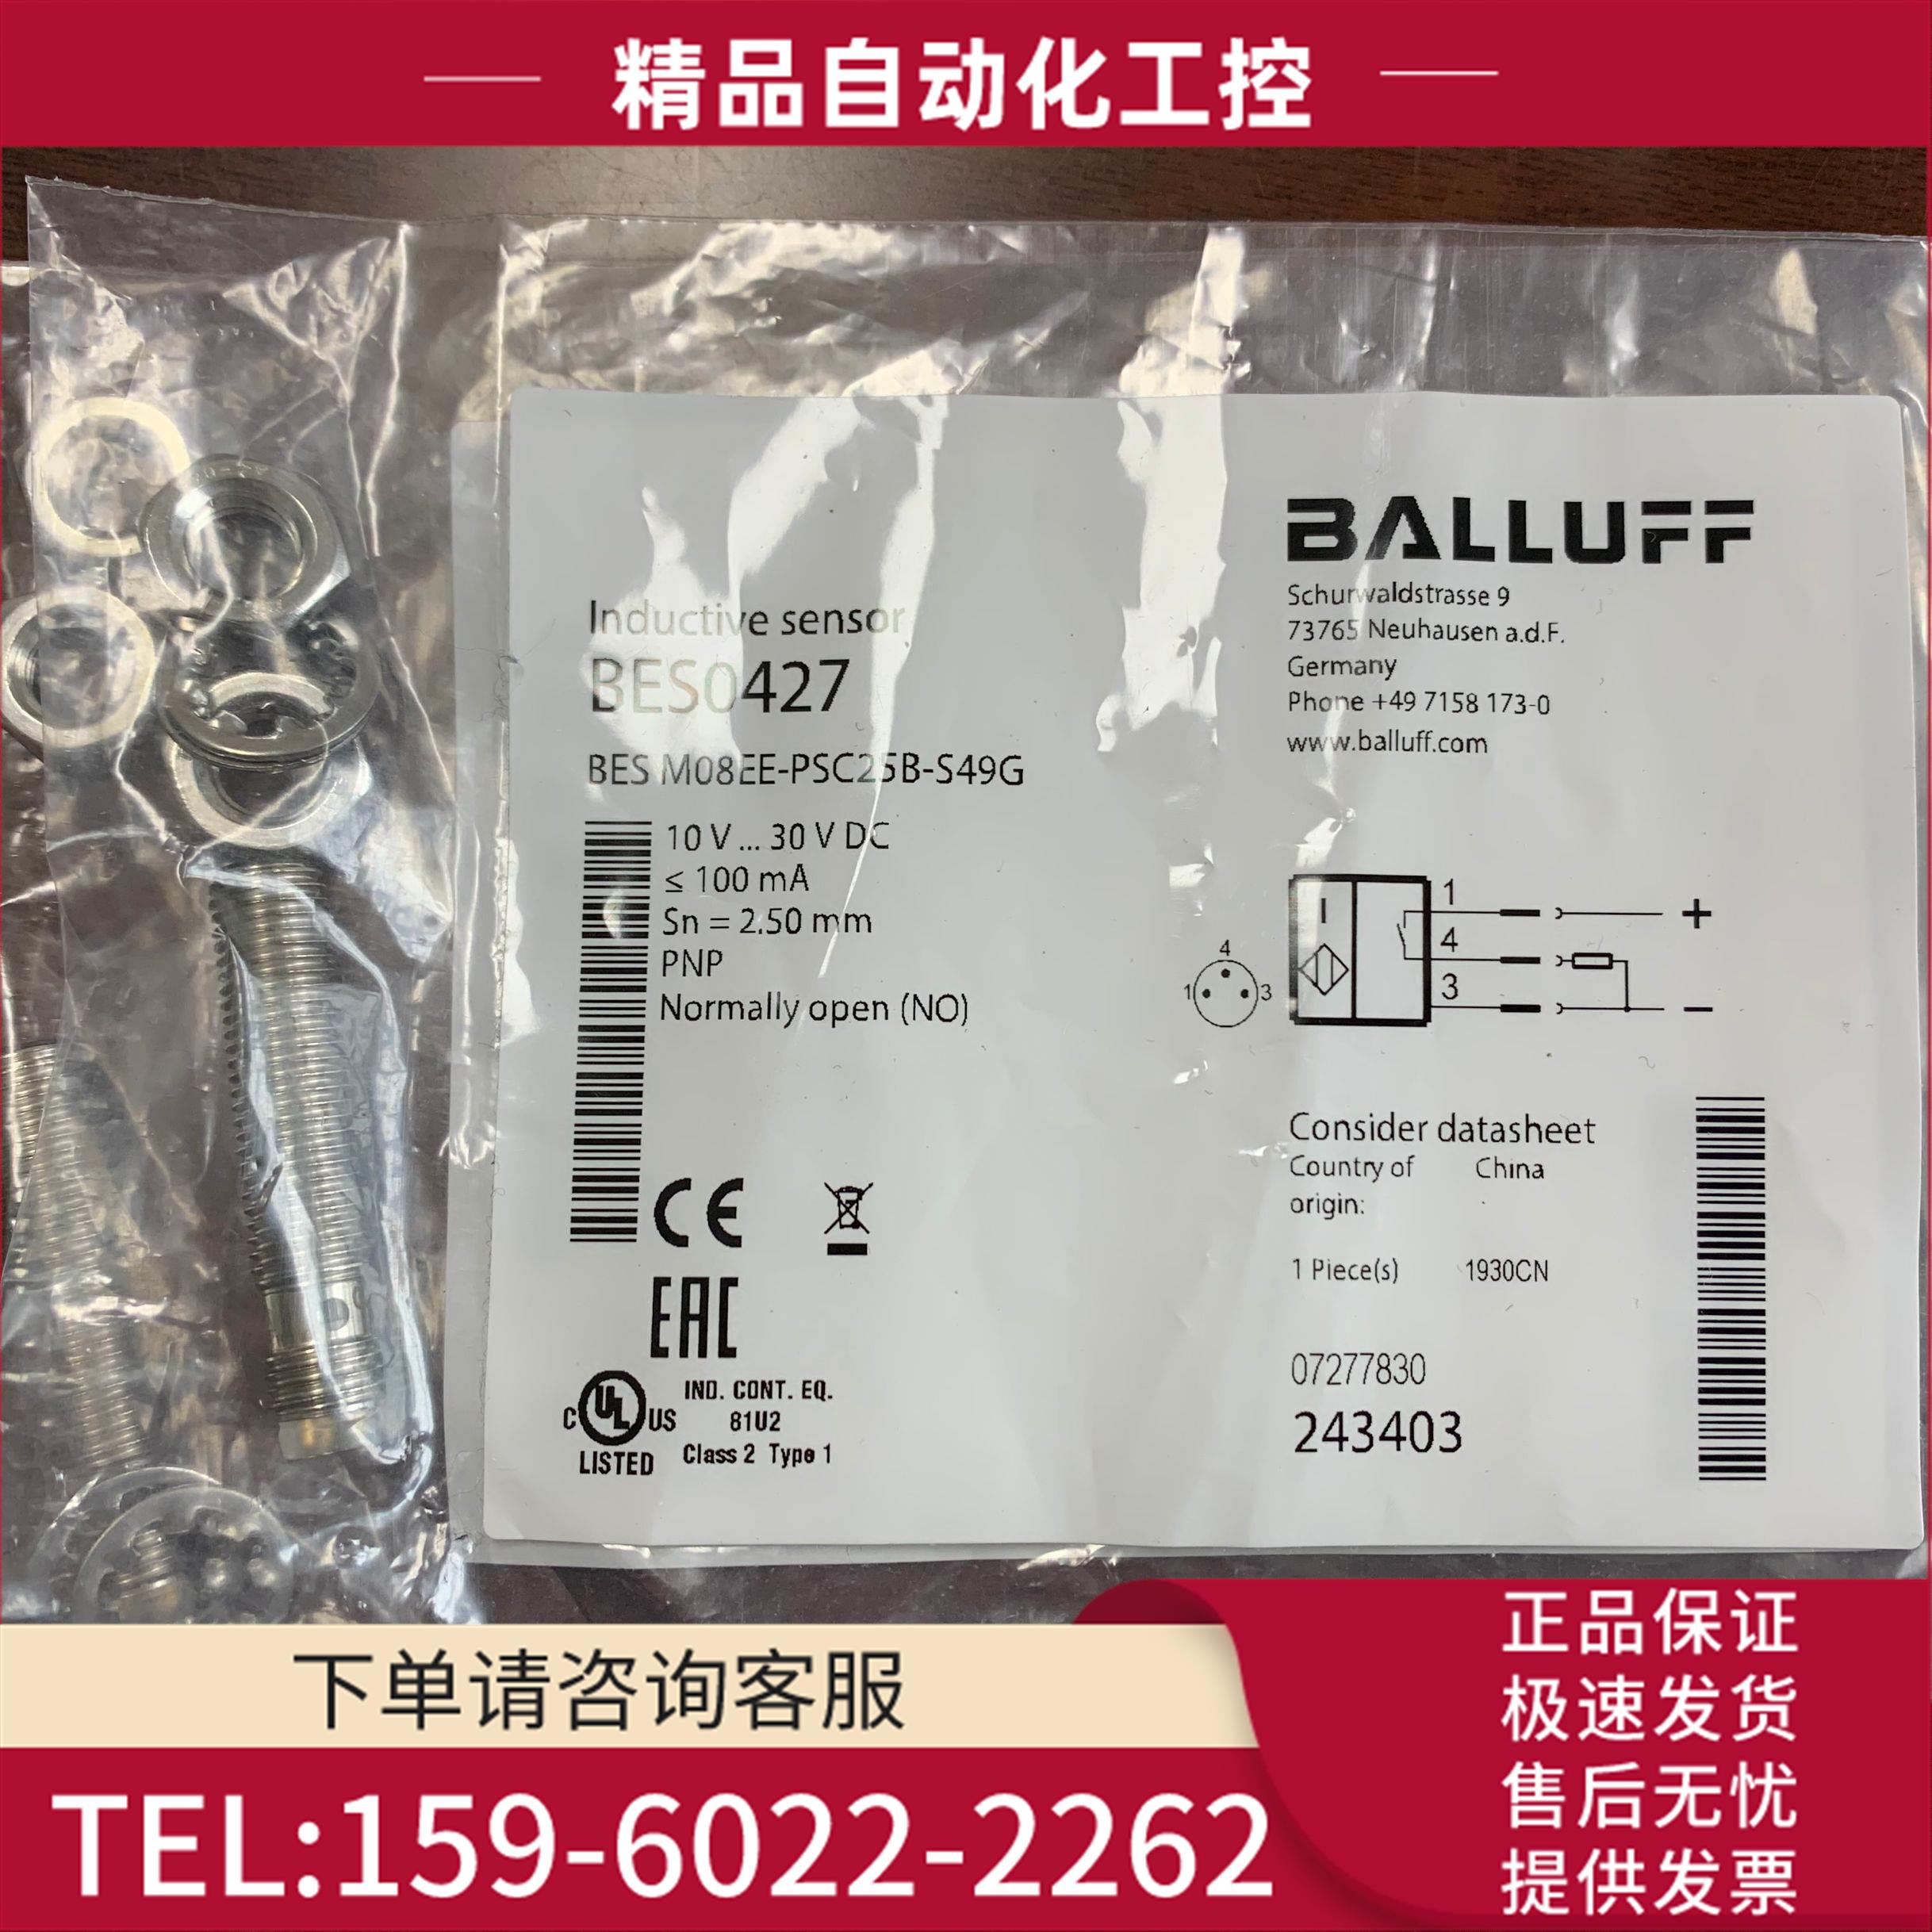 精品自动化工控
Inductive sensor
BES0427
BES M08EE-PSC25B-S49G
10 V ... 30 V DC
≤ 100 mA
Sn = 2.50 mm
PNP
Normally open (NO)
CE
EAC
C UL US
LISTED
IND. CONT. EQ.
81U2
Class 2 Type 1
BALLUFF
Schurwaldstrasse 9
73765 Neuhausen a.d.F.
Germany
Phone +49 7158 173-0
www.balluff.com
4
1 3
1 +
4
3 −
Consider datasheet
Country of China
origin:
1 Piece(s) 1930CN
07277830
243403
下单请咨询客服
TEL:159-6022-2262
正品保证
极速发货
售后无忧
提供发票